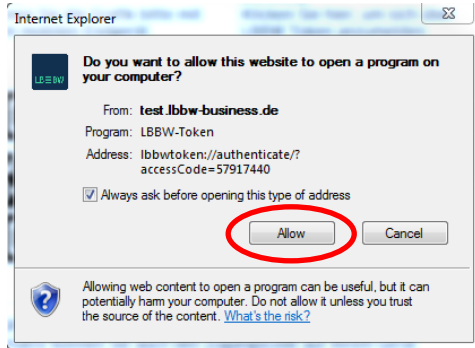 Internet Explorer
Do you want to allow this website to open a program on
your computer?
LB≡BW
From: test.lbbw-business.de
Program: LBBW-Token
Address: lbbwtoken://authenticate/?
accessCode=57917440
Always ask before opening this type of address
Allow
Cancel
Allowing web content to open a program can be useful, but it can
potentially harm your computer. Do not allow it unless you trust
the source of the content. What's the risk?